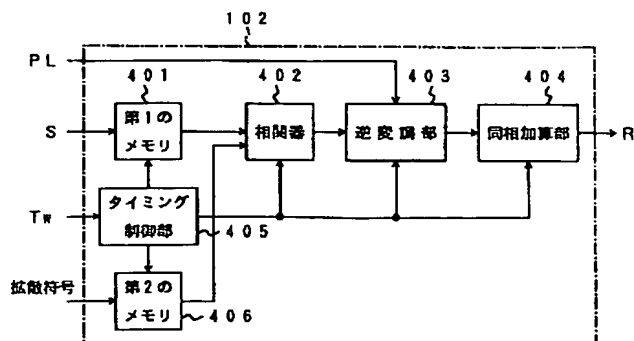 102
PL
401
402
403
404
S
第1の
メモリ
相関器
逆変調部
同相加算部
R
Tw
タイミング
制御部
405
拡散符号
第2の
メモリ
406